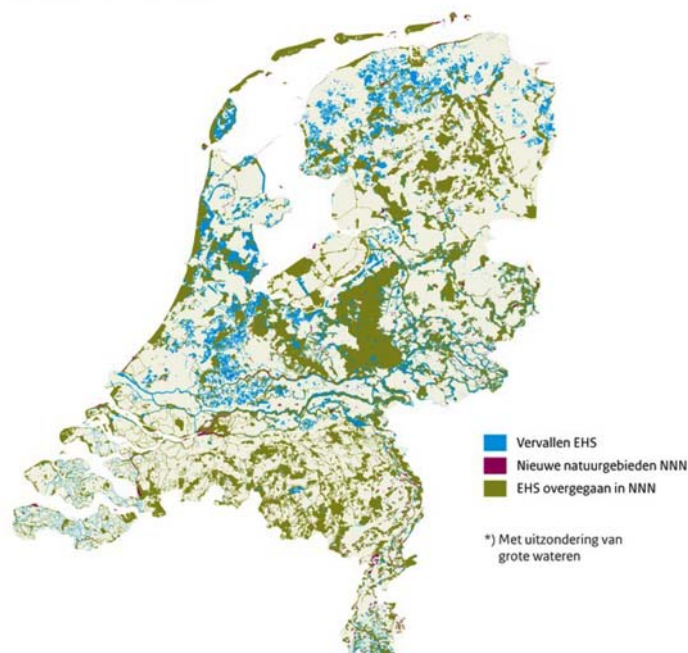 Vervallen EHS
Nieuwe natuurgebieden NNN
EHS overgegaan in NNN
*) Met uitzondering van
grote wateren